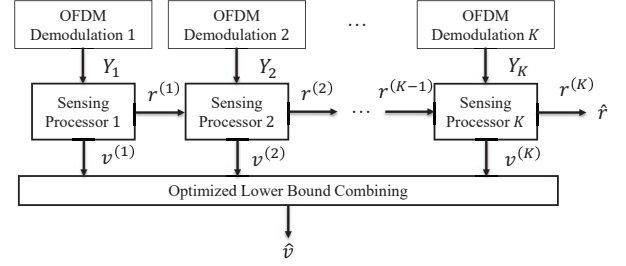 OFDM
Demodulation 1
OFDM
Demodulation 2
...
OFDM
Demodulation K
Y₁
Y₂
Y_K
Sensing
Processor 1
r⁽¹⁾
Sensing
Processor 2
r⁽²⁾
...
r⁽ᴷ⁻¹⁾
Sensing
Processor K
r⁽ᴷ⁾
r̂
v⁽¹⁾
v⁽²⁾
v⁽ᴷ⁾
Optimized Lower Bound Combining
v̂